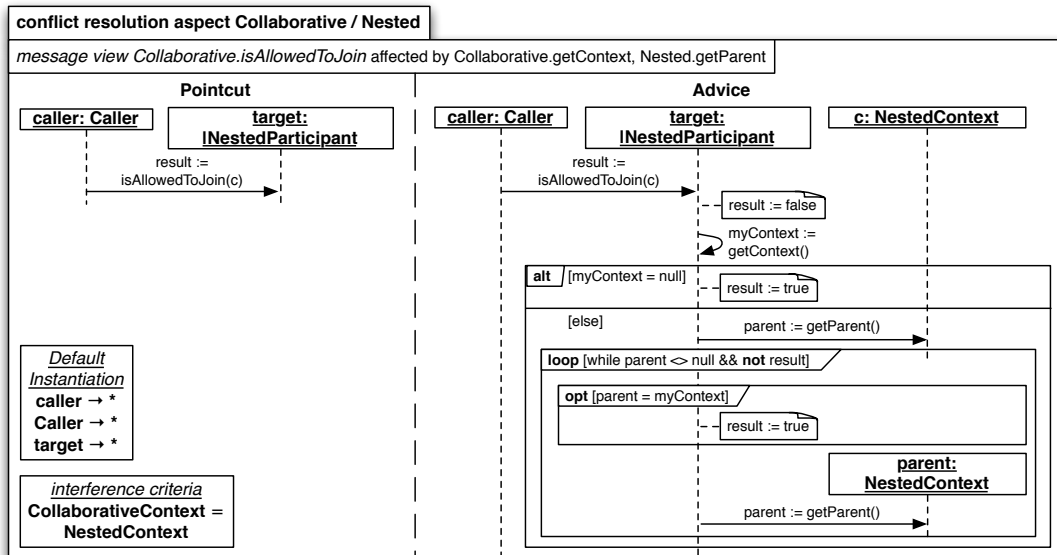 conflict resolution aspect Collaborative / Nested
message view Collaborative.isAllowedToJoin affected by Collaborative.getContext, Nested.getParent
Pointcut
caller: Caller
target:
INestedParticipant
result :=
isAllowedToJoin(c)
Default
Instantiation
caller → *
Caller → *
target → *
interference criteria
CollaborativeContext =
NestedContext
Advice
caller: Caller
target:
INestedParticipant
c: NestedContext
result :=
isAllowedToJoin(c)
result := false
myContext :=
getContext()
alt [myContext = null]
result := true
[else]
parent := getParent()
loop [while parent <> null && not result]
opt [parent = myContext]
result := true
parent:
NestedContext
parent := getParent()